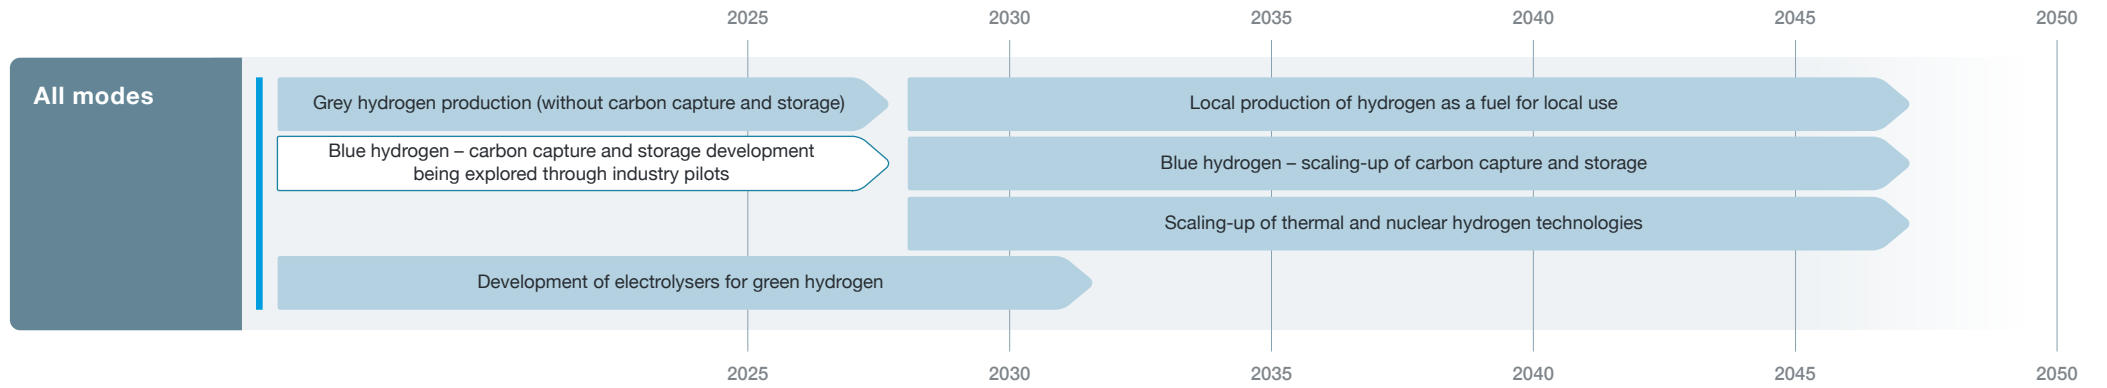 2025 2030 2035 2040 2045 2050
All modes
Grey hydrogen production (without carbon capture and storage)
Local production of hydrogen as a fuel for local use
Blue hydrogen – carbon capture and storage development
being explored through industry pilots
Blue hydrogen – scaling-up of carbon capture and storage
Scaling-up of thermal and nuclear hydrogen technologies
Development of electrolysers for green hydrogen
2025 2030 2035 2040 2045 2050